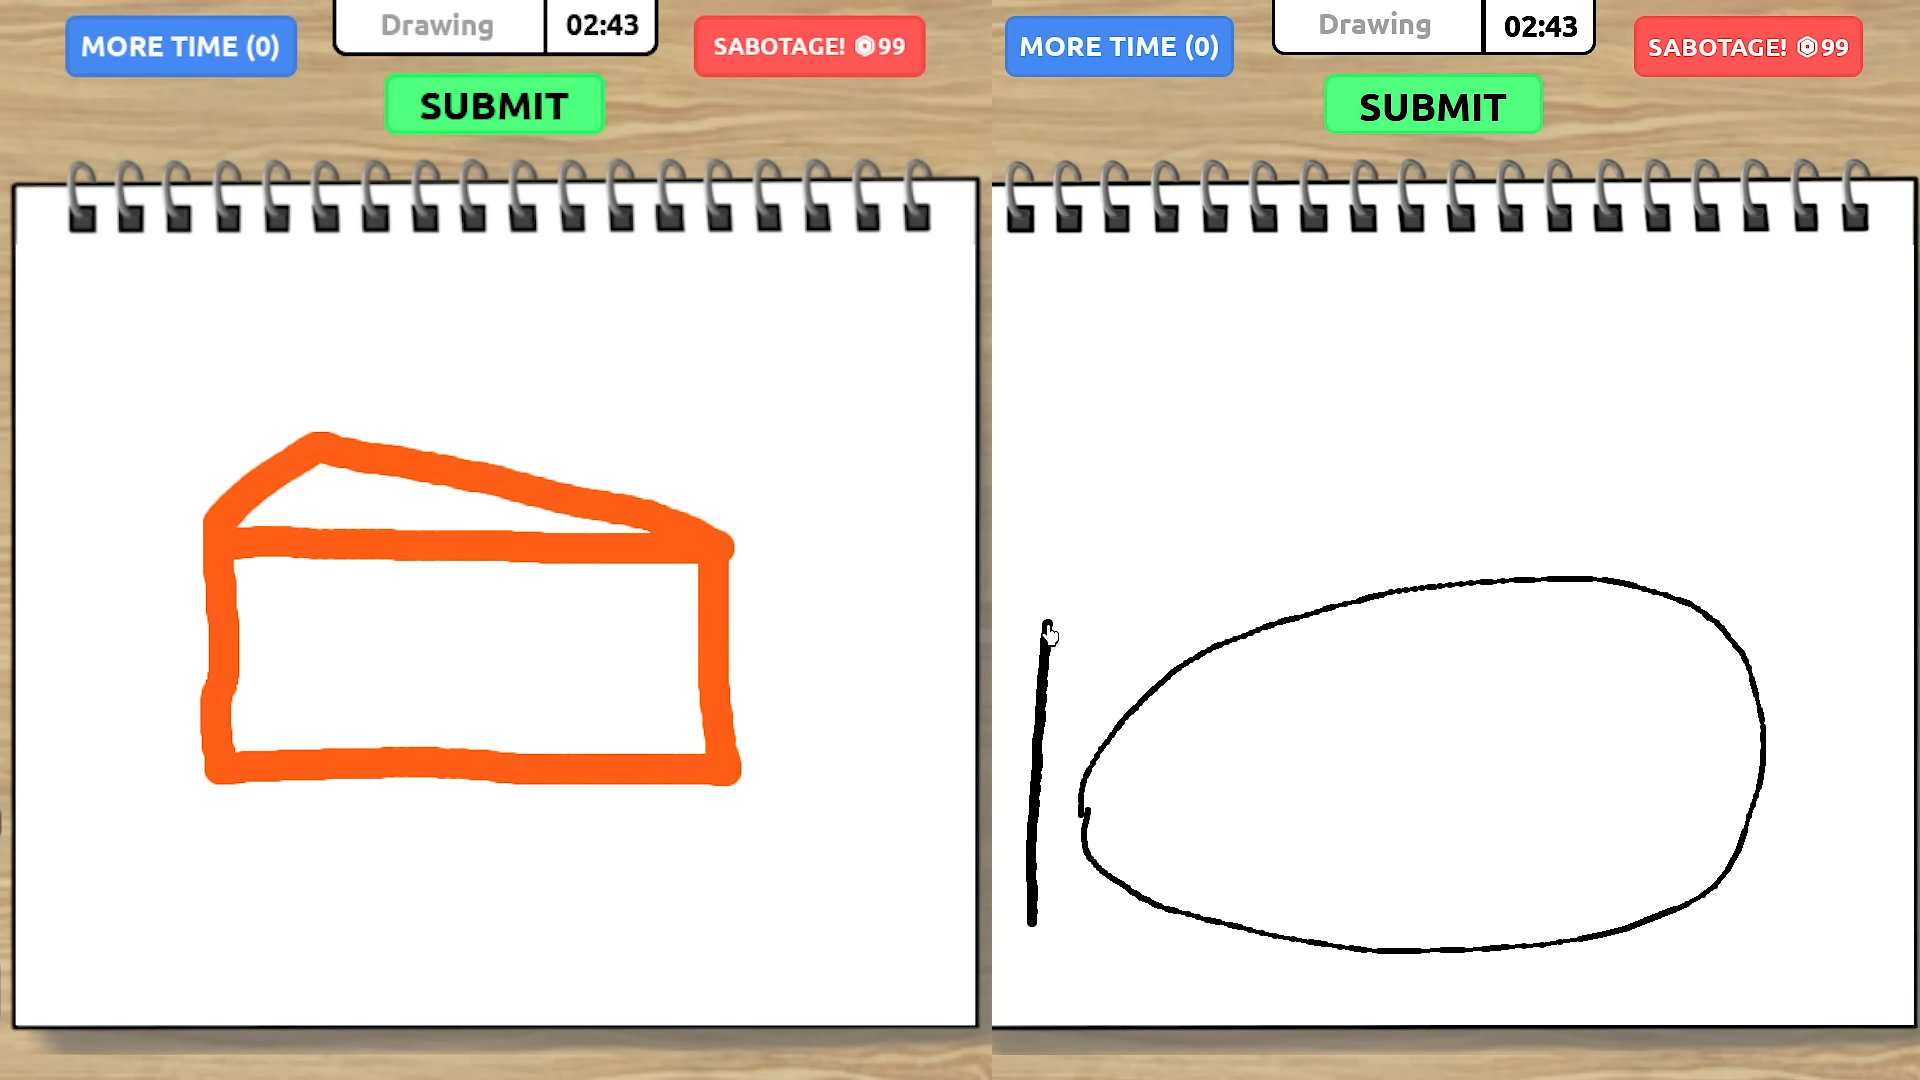 MORE TIME (0)
Drawing
02:43
SABOTAGE! 99
SUBMIT
MORE TIME (0)
Drawing
02:43
SABOTAGE! 99
SUBMIT